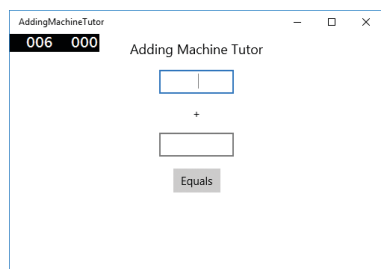 AddingMachineTutor
006 000
Adding Machine Tutor
+
Equals